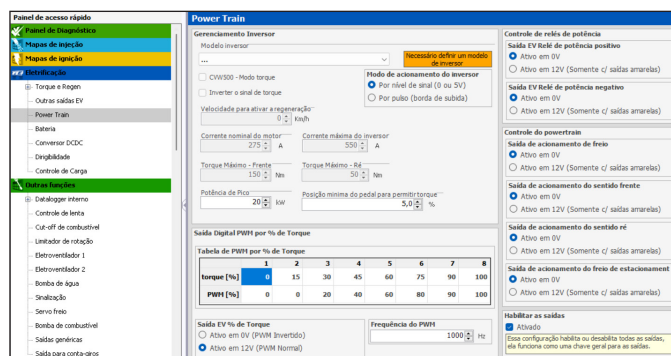 Painel de acesso rápido
Painel de Diagnóstico
Mapas de injeção
Mapas de ignição
Eletrificação
Torque e Regen
Outras saídas EV
Power Train
Bateria
Conversor DCDC
Dirigibilidade
Controle de Carga
Outras funções
Datalogger interno
Controle de lenta
Cut-off de combustível
Limitador de rotação
Eletroventilador 1
Eletroventilador 2
Bomba de água
Sinalização
Servo freio
Bomba de combustível
Saídas genéricas
Saída para conta-giros
Power Train
Gerenciamento Inversor
Modelo inversor
...
Necessário definir um modelo
de inversor
CVW500 - Modo torque
Inverter o sinal de torque
Modo de acionamento do inversor
Por nível de sinal (0 ou 5V)
Por pulso (borda de subida)
Velocidade para ativar a regeneração
0 Km/h
Corrente nominal do motor
275 A
Corrente máxima do inversor
550 A
Torque Máximo - Frente
150 Nm
Torque Máximo - Ré
50 Nm
Potência de Pico
20 kW
Posição mínima do pedal para permitir torque
5,0 %
Saída Digital PWM por % de Torque
Tabela de PWM por % de Torque
1 2 3 4 5 6 7 8
torque [%] 0 15 30 45 60 75 90 100
PWM [%] 0 0 20 40 60 80 90 100
Saída EV % de Torque
Ativo em 0V (PWM Invertido)
Ativo em 12V (PWM Normal)
Frequência do PWM
1000 Hz
Controle de relés de potência
Saída EV Relé de potência positivo
Ativo em 0V
Ativo em 12V (Somente c/ saídas amarelas)
Saída EV Relé de potência negativo
Ativo em 0V
Ativo em 12V (Somente c/ saídas amarelas)
Controle do powertrain
Saída de acionamento de freio
Ativo em 0V
Ativo em 12V (Somente c/ saídas amarelas)
Saída de acionamento do sentido frente
Ativo em 0V
Ativo em 12V (Somente c/ saídas amarelas)
Saída de acionamento do sentido ré
Ativo em 0V
Ativo em 12V (Somente c/ saídas amarelas)
Saída de acionamento do freio de estacionament
Ativo em 0V
Ativo em 12V (Somente c/ saídas amarelas)
Habilitar as saídas
Ativado
Essa configuração habilita ou desabilita todas as saídas,
ela funciona como uma chave geral para as saídas.